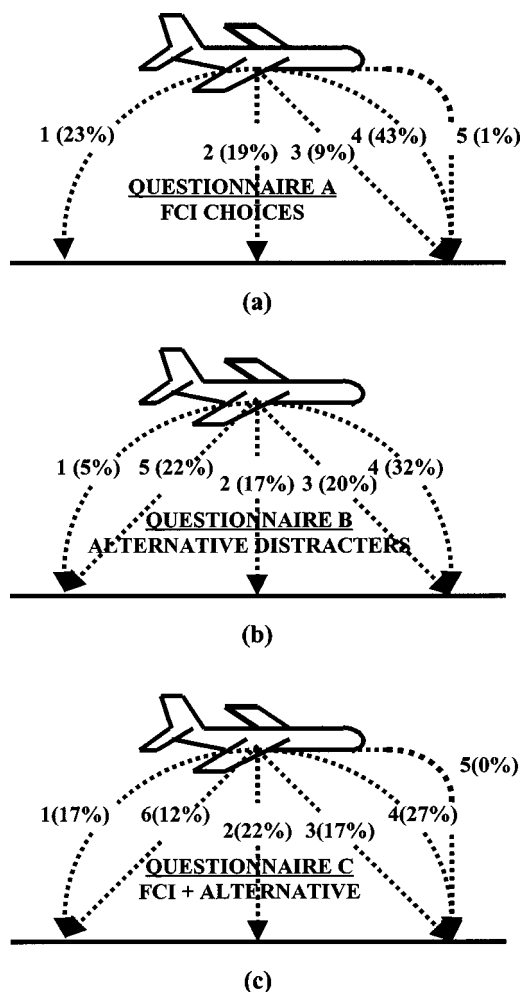 1 (23%) 2 (19%) 3 (9%) 4 (43%) 5 (1%)
QUESTIONNAIRE A
FCI CHOICES
(a)
1 (5%) 5 (22%) 2 (17%) 3 (20%) 4 (32%)
QUESTIONNAIRE B
ALTERNATIVE DISTRACTERS
(b)
1(17%) 6(12%) 2(22%) 3(17%) 4(27%) 5(0%)
QUESTIONNAIRE C
FCI + ALTERNATIVE
(c)